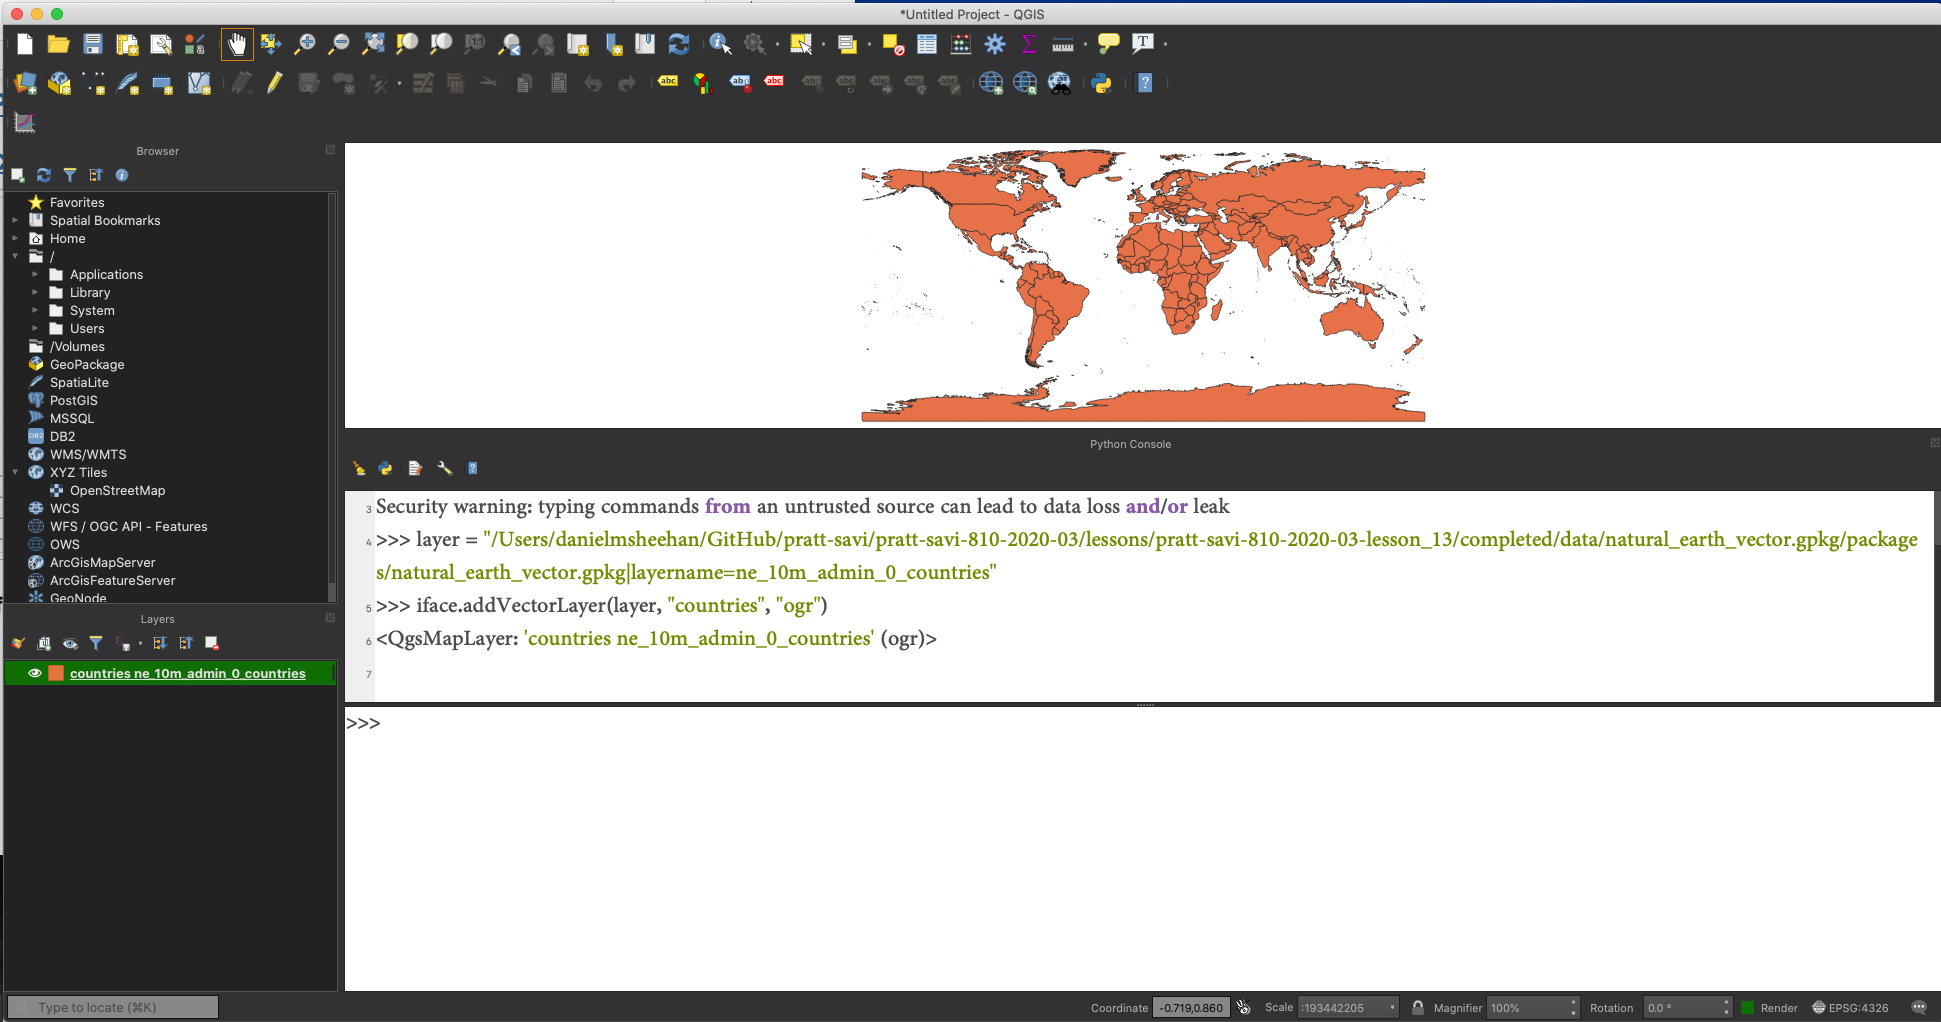 *Untitled Project - QGIS
T
abc
abc
abc
Browser
Favorites
Spatial Bookmarks
Home
/
Applications
Library
System
Users
/Volumes
GeoPackage
SpatiaLite
PostGIS
MSSQL
DB2
DB2
WMS/WMTS
XYZ Tiles
OpenStreetMap
WCS
WFS / OGC API - Features
OWS
ArcGisMapServer
ArcGisFeatureServer
GeoNode
Layers
countries ne_10m_admin_0_countries
Python Console
3 Security warning: typing commands from an untrusted source can lead to data loss and/or leak
4 >>> layer = "/Users/danielmsheehan/GitHub/pratt-savi/pratt-savi-810-2020-03/lessons/pratt-savi-810-2020-03-lesson_13/completed/data/natural_earth_vector.gpkg/package
s/natural_earth_vector.gpkg|layername=ne_10m_admin_0_countries"
5 >>> iface.addVectorLayer(layer, "countries", "ogr")
6 <QgsMapLayer: 'countries ne_10m_admin_0_countries' (ogr)>
7
>>>
Type to locate (⌘K)
Coordinate -0.719,0.860 Scale :193442205 Magnifier 100% Rotation 0.0 ° Render EPSG:4326